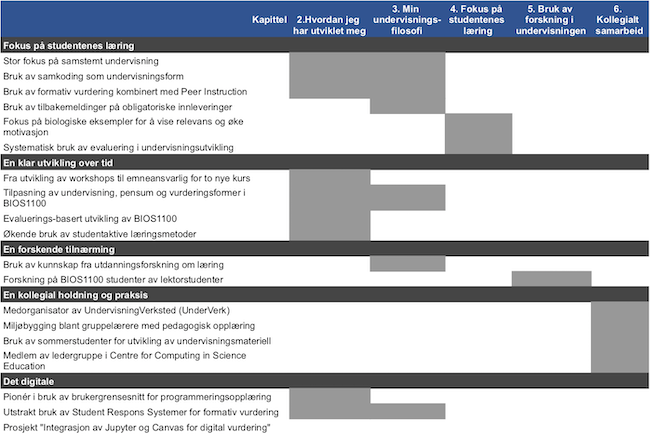 Kapittel 2.Hvordan jeg har utviklet meg 3. Min undervisnings-filosofi 4. Fokus på studentenes læring 5. Bruk av forskning i undervisningen 6. Kollegialt samarbeid
Fokus på studentenes læring
Stor fokus på samstemt undervisning
Bruk av samkoding som undervisningsform
Bruk av formativ vurdering kombinert med Peer Instruction
Bruk av tilbakemeldinger på obligatoriske innleveringer
Fokus på biologiske eksempler for å vise relevans og øke
motivasjon
Systematisk bruk av evaluering i undervisningsutvikling
En klar utvikling over tid
Fra utvikling av workshops til emneansvarlig for to nye kurs
Tilpasning av undervisning, pensum og vurderingsformer i
BIOS1100
Evaluerings-basert utvikling av BIOS1100
Økende bruk av studentaktive læringsmetoder
En forskende tilnærming
Bruk av kunnskap fra utdanningsforskning om læring
Forskning på BIOS1100 studenter av lektorstudenter
En kollegial holdning og praksis
Medorganisator av UndervisningVerksted (UnderVerk)
Miljøbygging blant gruppelærere med pedagogisk opplæring
Bruk av sommerstudenter for utvikling av undervisningsmateriell
Medlem av ledergruppe i Centre for Computing in Science
Education
Det digitale
Pionér i bruk av brukergrensesnitt for programmeringsopplæring
Utstrakt bruk av Student Respons Systemer for formativ vurdering
Prosjekt "Integrasjon av Jupyter og Canvas for digital vurdering"